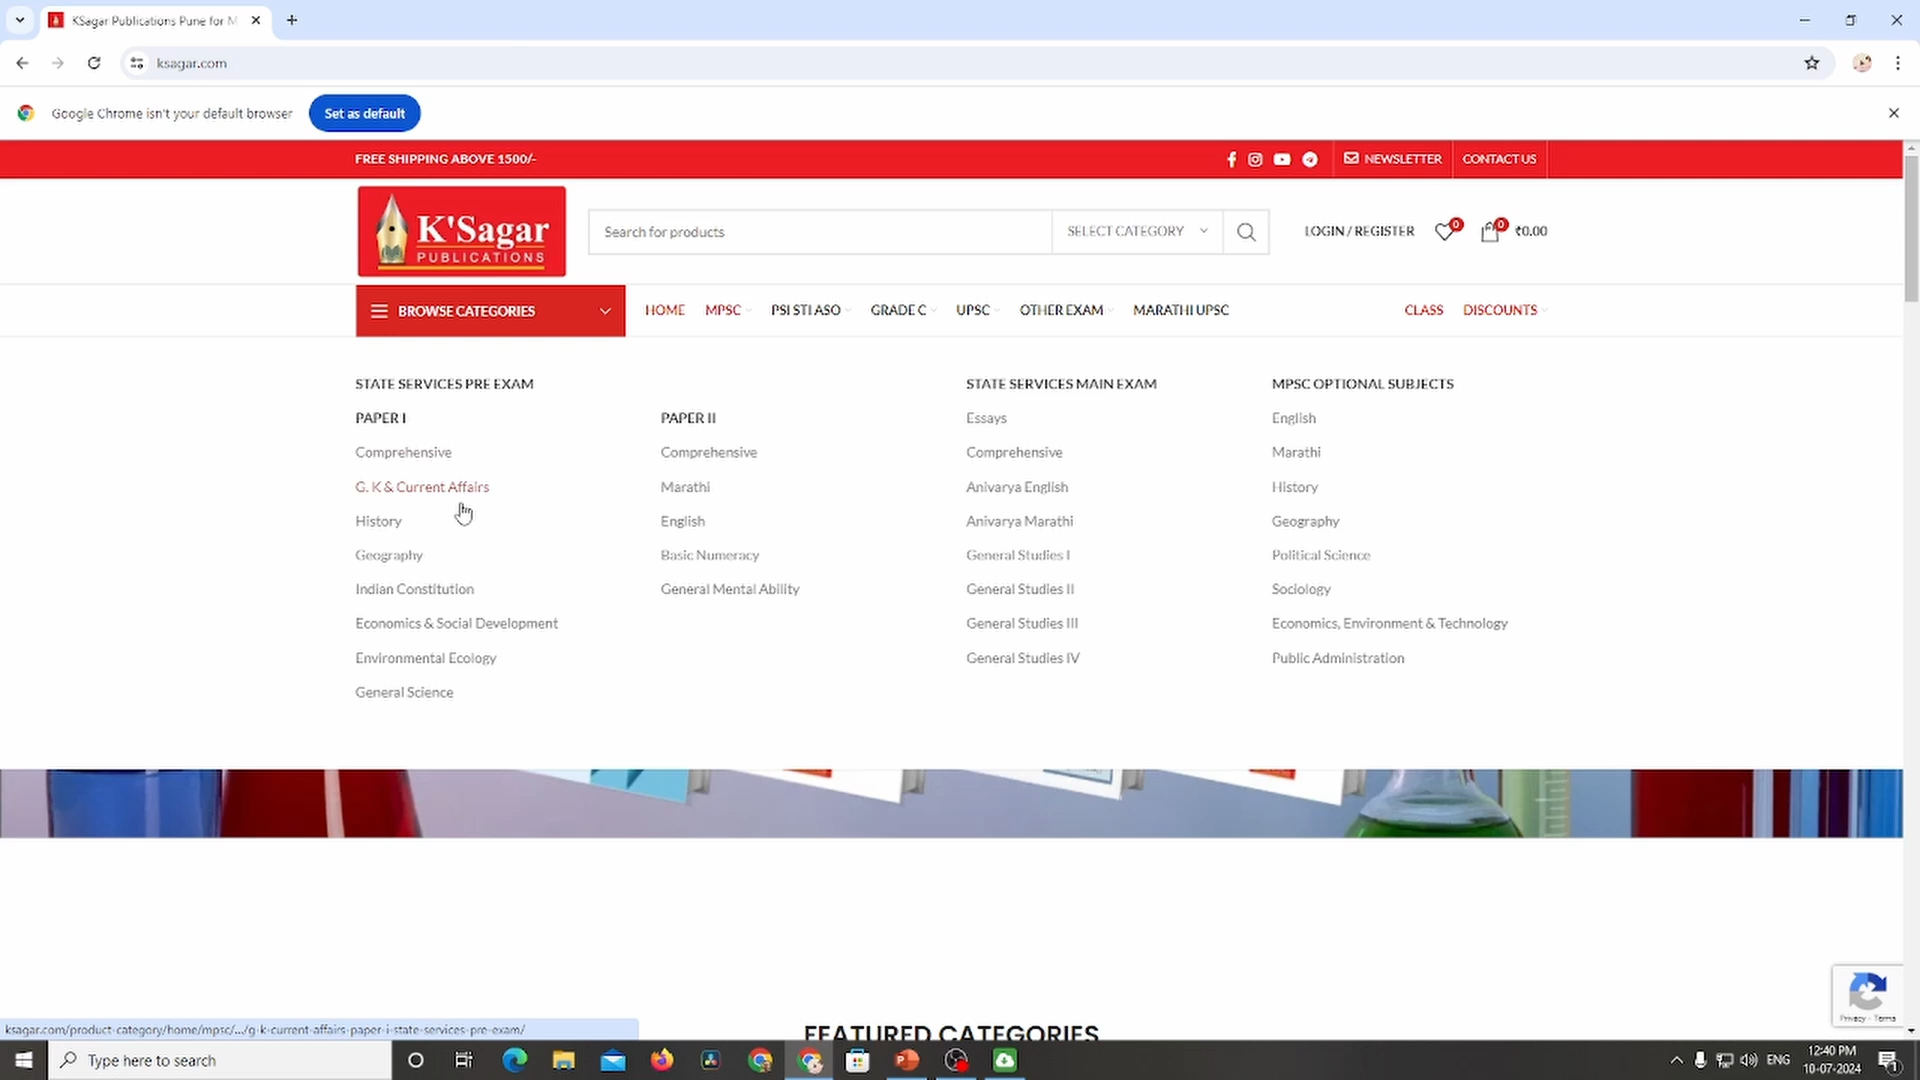 KSagar Publications Pune for M
ksagar.com
Google Chrome isn't your default browser
Set as default
FREE SHIPPING ABOVE 1500/-
NEWSLETTER
CONTACT US
K'Sagar
PUBLICATIONS
Search for products
SELECT CATEGORY
LOGIN / REGISTER
0
0
₹0.00
BROWSE CATEGORIES
HOME
MPSC
PSI STI ASO
GRADE C
UPSC
OTHER EXAM
MARATHI UPSC
CLASS
DISCOUNTS
STATE SERVICES PRE EXAM
PAPER I
Comprehensive
G. K & Current Affairs
History
Geography
Indian Constitution
Economics & Social Development
Environmental Ecology
General Science
PAPER II
Comprehensive
Marathi
English
Basic Numeracy
General Mental Ability
STATE SERVICES MAIN EXAM
Essays
Comprehensive
Anivarya English
Anivarya Marathi
General Studies I
General Studies II
General Studies III
General Studies IV
MPSC OPTIONAL SUBJECTS
English
Marathi
History
Geography
Political Science
Sociology
Economics, Environment & Technology
Public Administration
Privacy - Terms
FEATURED CATEGORIES
ksagar.com/product-category/home/mpsc/.../g-k-current-affairs-paper-i-state-services-pre-exam/
Type here to search
ENG
12:40 PM
10-07-2024
1